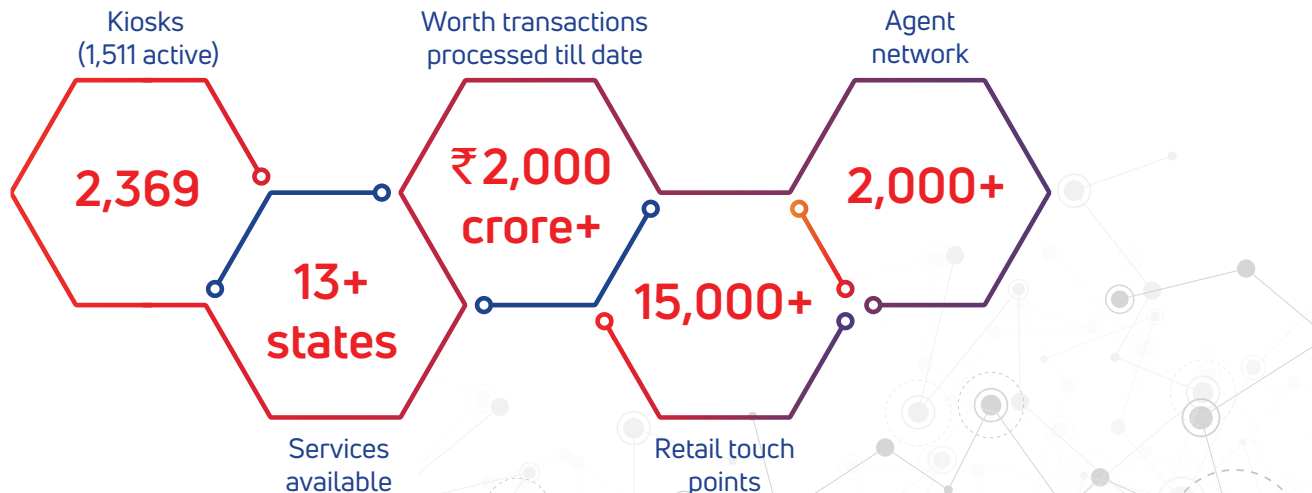 Kiosks
(1,511 active)
2,369
Worth transactions
processed till date
₹2,000
crore+
Agent
network
2,000+
13+
states
Services
available
15,000+
Retail touch
points